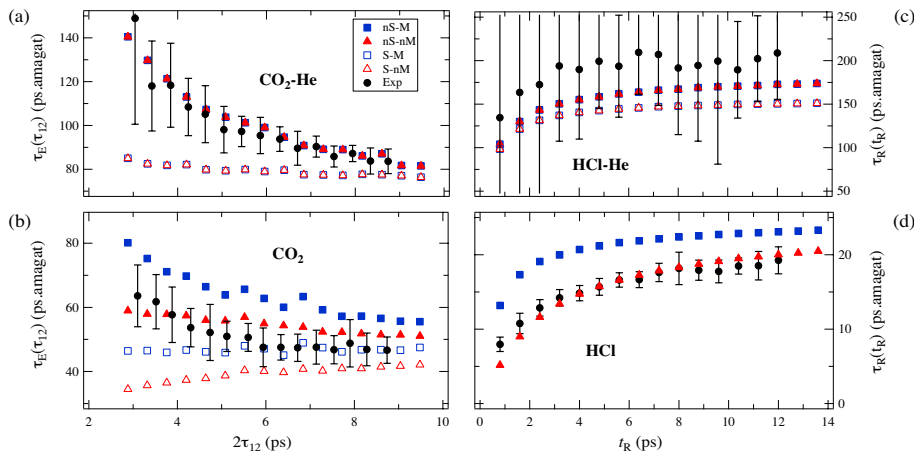 (a)
τE(τ12) (ps.amagat)
140
120
100
80
CO2-He
nS-M
nS-nM
S-M
S-nM
Exp
(b)
τE(τ12) (ps.amagat)
80
60
40
CO2
2
4
6
8
10
2τ12 (ps)
(c)
τR(tR) (ps.amagat)
250
200
150
100
50
HCl-He
(d)
τR(tR) (ps.amagat)
20
10
0
HCl
0
2
4
6
8
10
12
14
tR (ps)